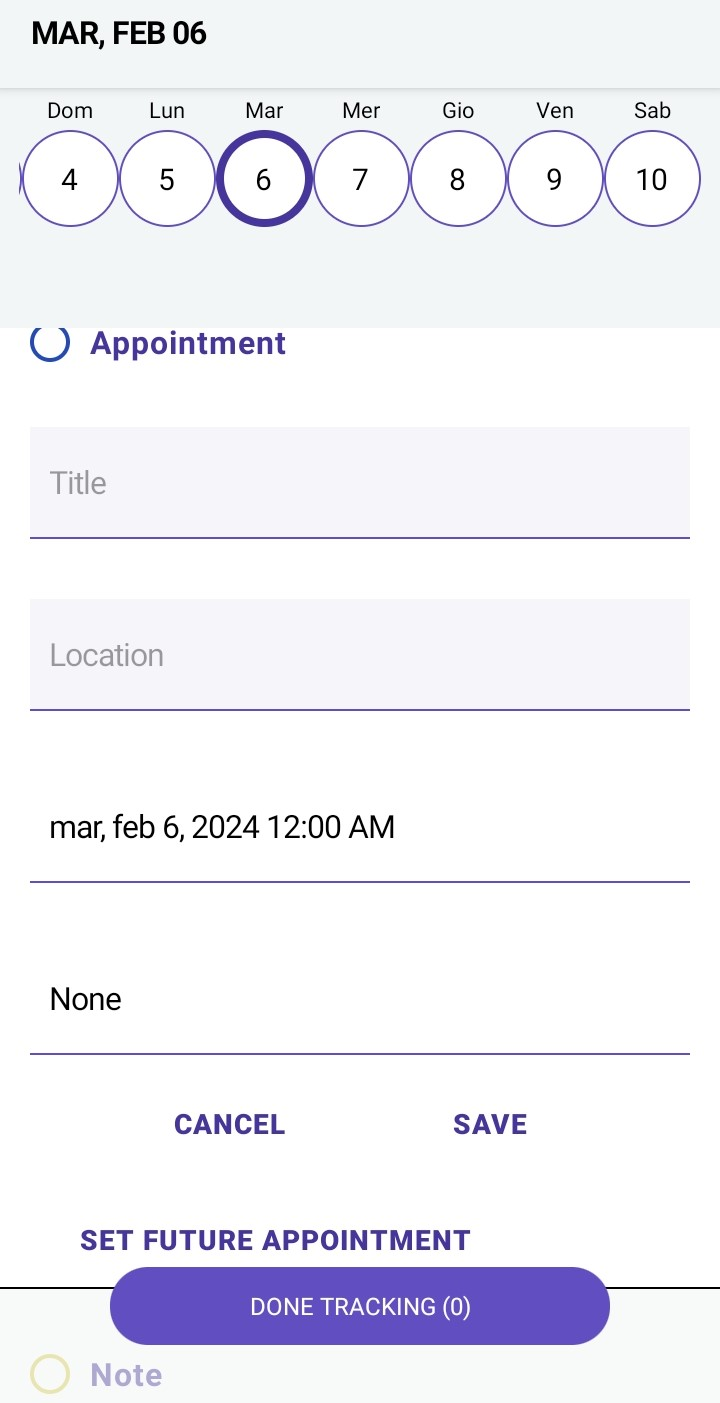 MAR, FEB 06
Dom Lun Mar Mer Gio Ven Sab
4 5 6 7 8 9 10
Appointment
Title
Location
mar, feb 6, 2024 12:00 AM
None
CANCEL SAVE
SET FUTURE APPOINTMENT
DONE TRACKING (0)
Note